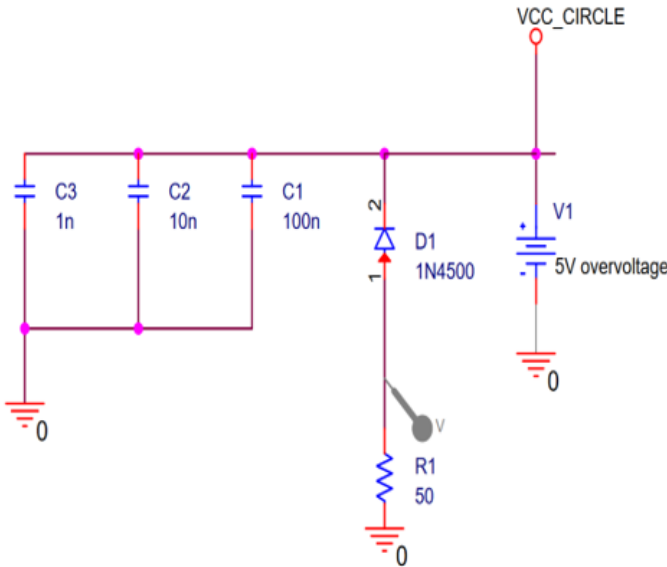 VCC_CIRCLE
C3
1n
C2
10n
C1
100n
2
D1
1N4500
1
V1
+
-
5V overvoltage
0
0
V
R1
50
0